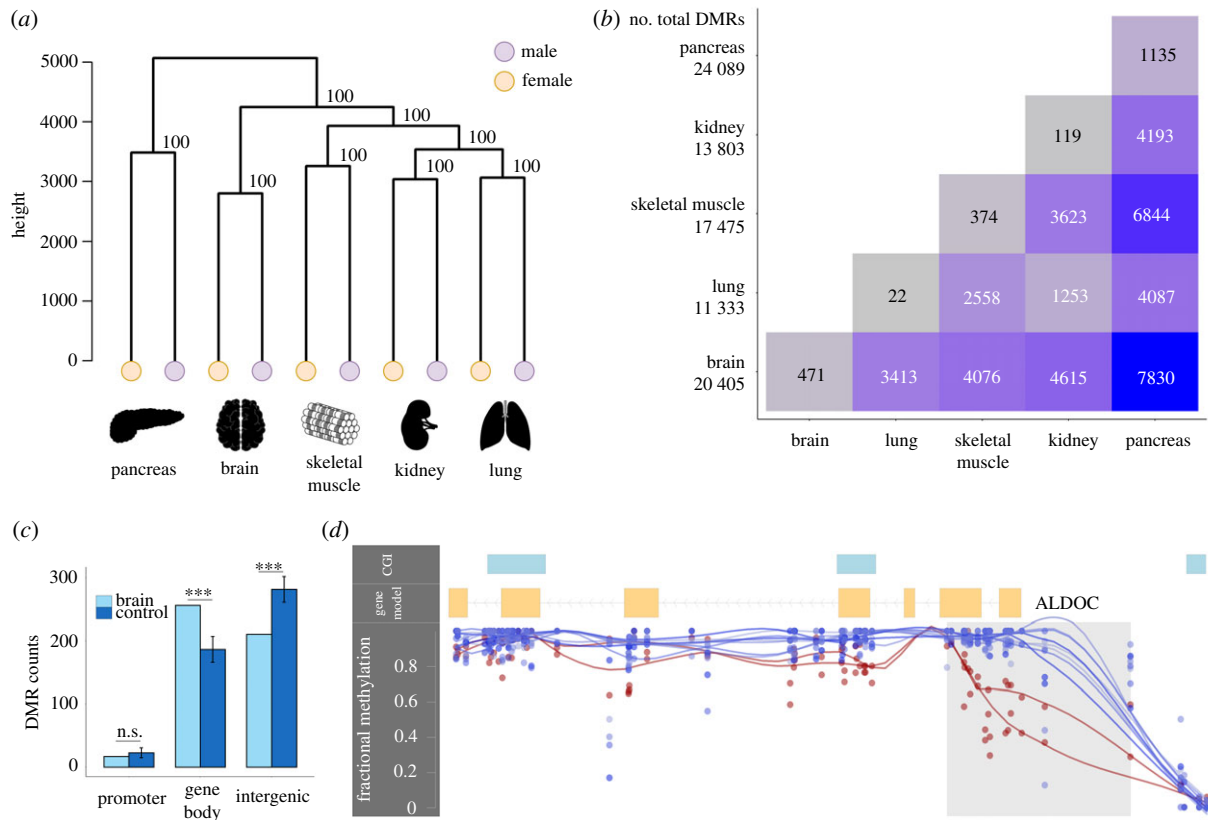 (a)
male
female
5000
4000
3000
2000
1000
0
height
100
100
100
100
100
100
100
100
pancreas
brain
skeletal
muscle
kidney
lung
(b)
no. total DMRs
pancreas
24 089
1135
kidney
13 803
119
4193
skeletal muscle
17 475
374
3623
6844
lung
11 333
22
2558
1253
4087
brain
20 405
471
3413
4076
4615
7830
brain
lung
skeletal
muscle
kidney
pancreas
(c)
DMR counts
300
200
100
0
brain
control
n.s.
***
***
promoter
gene
body
intergenic
(d)
CGI
gene
model
ALDOC
fractional methylation
0.8
0.6
0.4
0.2
0